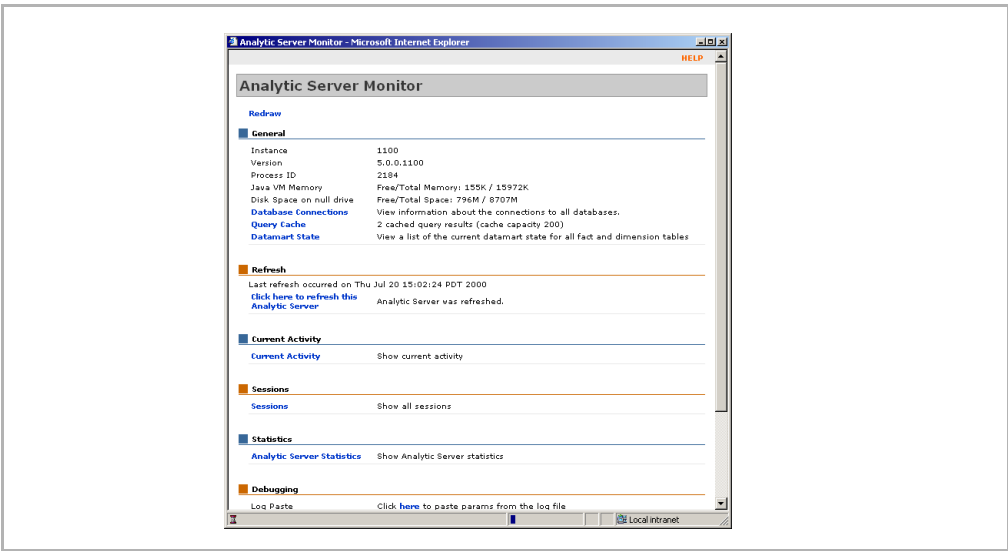 Analytic Server Monitor - Microsoft Internet Explorer
HELP
Analytic Server Monitor
Redraw
General
Instance 1100
Version 5.0.0.1100
Process ID 2184
Java VM Memory Free/Total Memory: 155K / 15972K
Disk Space on null drive Free/Total Space: 796M / 8707M
Database Connections View information about the connections to all databases.
Query Cache 2 cached query results (cache capacity 200)
Datamart State View a list of the current datamart state for all fact and dimension tables
Refresh
Last refresh occurred on Thu Jul 20 15:02:24 PDT 2000
Click here to refresh this
Analytic Server Analytic Server was refreshed.
Current Activity
Current Activity Show current activity
Sessions
Sessions Show all sessions
Statistics
Analytic Server Statistics Show Analytic Server statistics
Debugging
Log Paste Click here to paste params from the log file
Local intranet